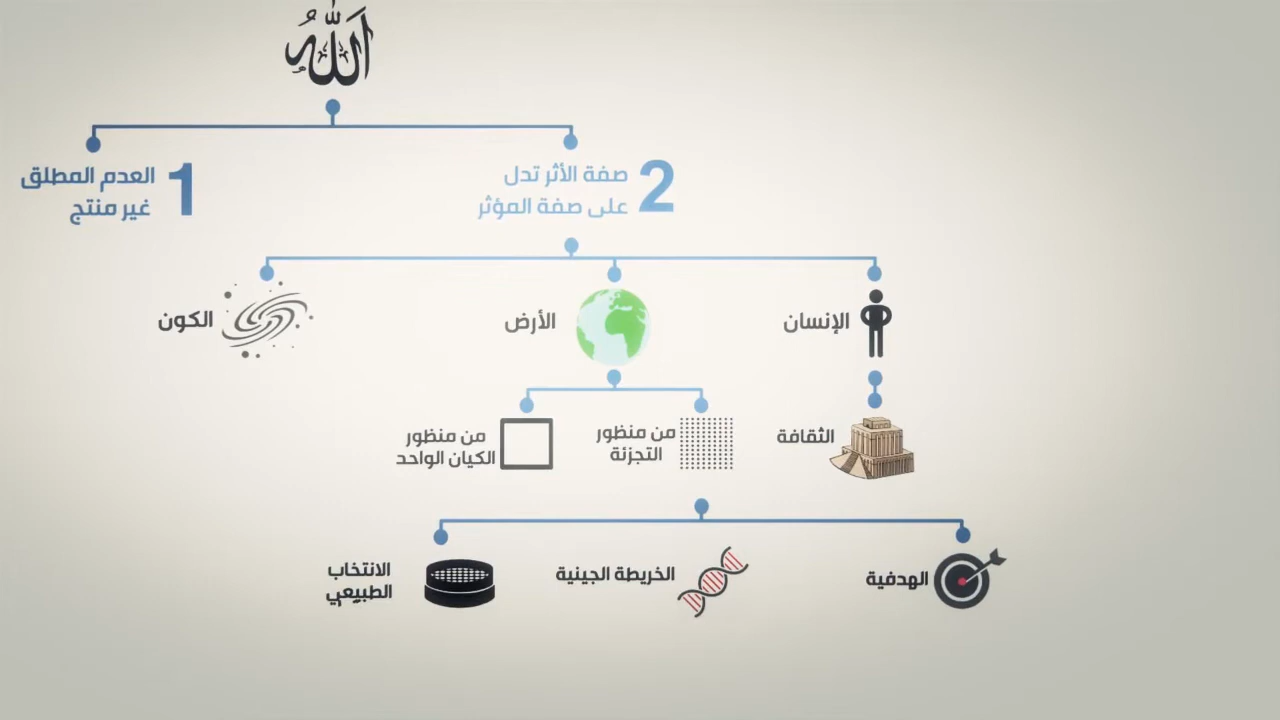 اَللّٰهُ
1
العدم المطلق
غير منتج
2
صفة الأثر تدل
على صفة المؤثر
الإنسان
الأرض
الكون
الثقافة
من منظور
التجزئة
من منظور
الكيان الواحد
الهدفية
الخريطة الجينية
الانتخاب
الطبيعي